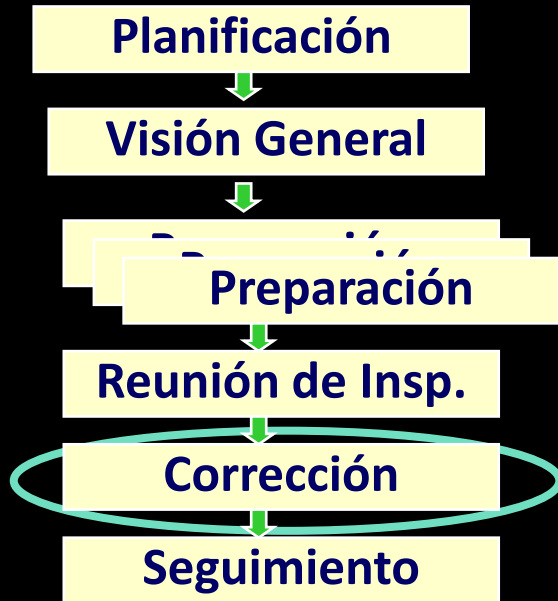 Planificación
Visión General
Preparación
Reunión de Insp.
Corrección
Seguimiento